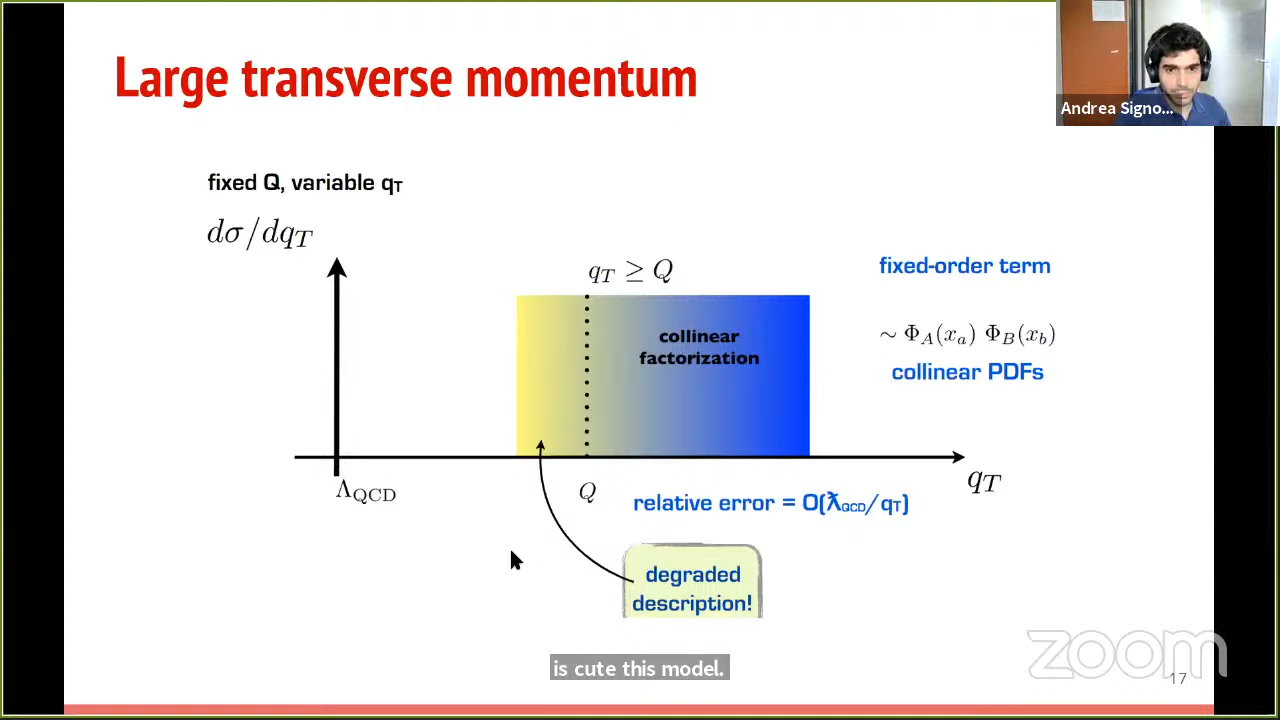 Large transverse momentum
Andrea Signo...
fixed Q, variable qT
dσ/dqT
qT ≥ Q
fixed-order term
collinear
factorization
∼ ΦA(xa) ΦB(xb)
collinear PDFs
ΛQCD
Q
qT
relative error = O(ƛQCD/qT)
degraded
description!
zoom
is cute this model.
17